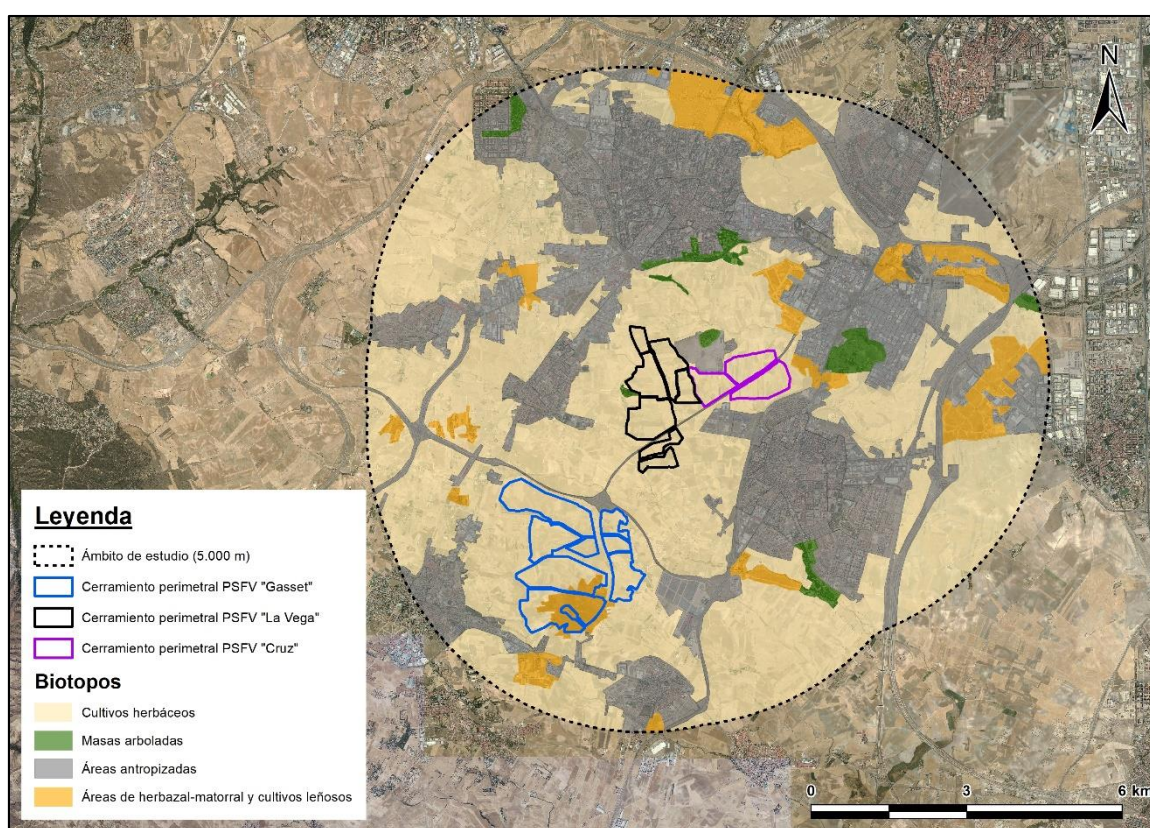 N
Leyenda
Ámbito de estudio (5.000 m)
Cerramiento perimetral PSFV "Gasset"
Cerramiento perimetral PSFV "La Vega"
Cerramiento perimetral PSFV "Cruz"
Biotopos
Cultivos herbáceos
Masas arboladas
Áreas antropizadas
Áreas de herbazal-matorral y cultivos leñosos
0 3 6 km